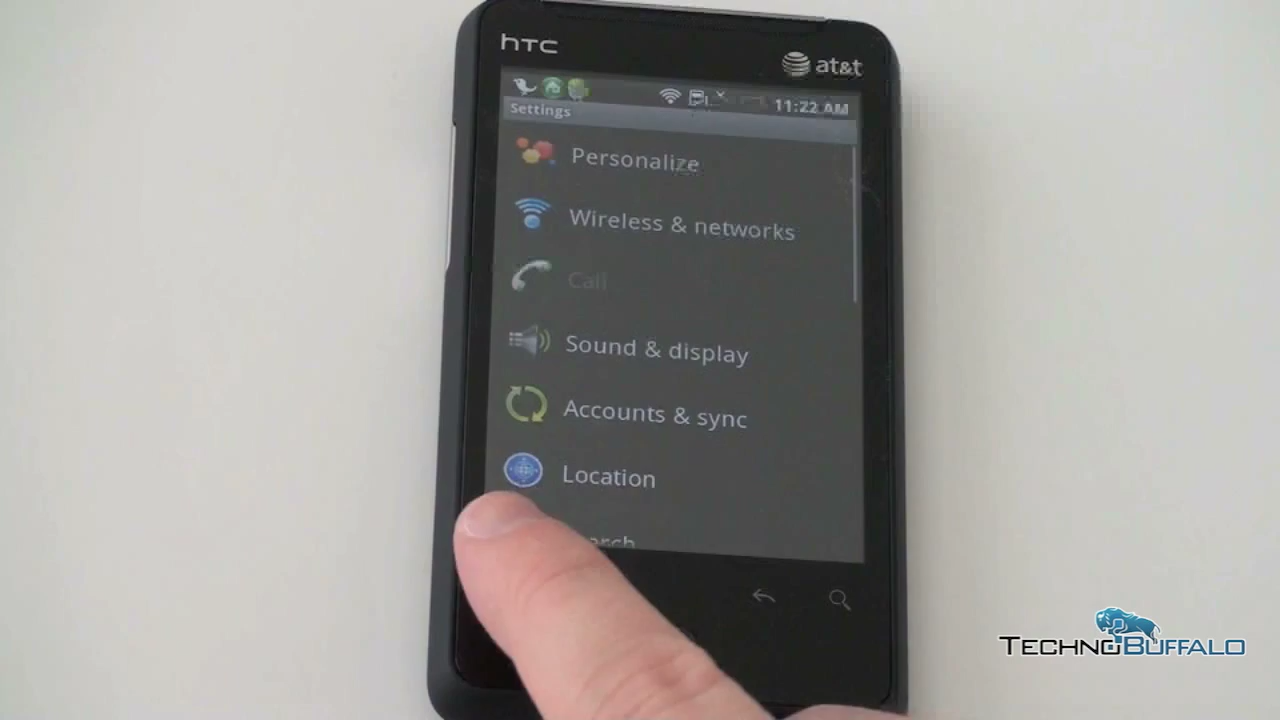 hTC
at&t
11:22 AM
Settings
Personalize
Wireless & networks
Call
Sound & display
Accounts & sync
Location
TECHNOBUFFALO